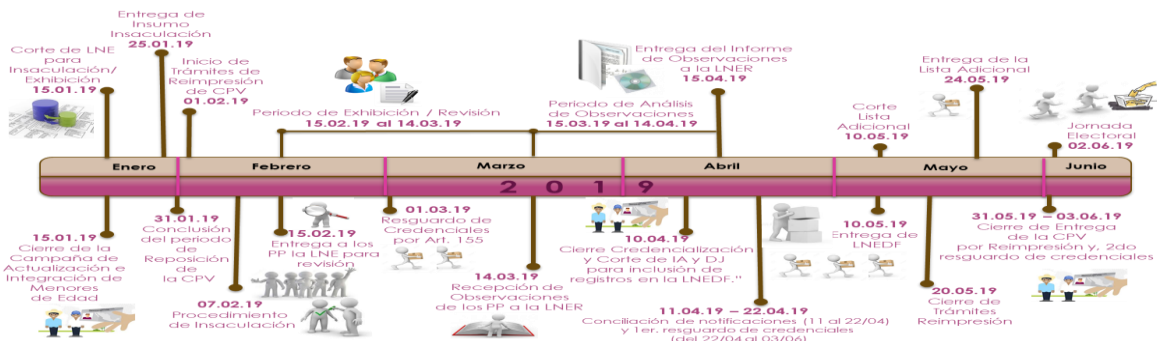 Entrega de
Insumo
Insaculación
25.01.19
Corte de LNE
para
Insaculación/
Exhibición
15.01.19
Inicio de
Trámites de
Reimpresión
de CPV
01.02.19
Periodo de Exhibición / Revisión
15.02.19 al 14.03.19
Periodo de Análisis
de Observaciones
15.03.19 al 14.04.19
Entrega del Informe
de Observaciones
a la LNER
15.04.19
Corte
Lista
Adicional
10.05.19
Entrega de la
Lista Adicional
24.05.19
Jornada
Electoral
02.06.19
Enero
Febrero
Marzo
Abril
Mayo
Junio
2 0 1 9
15.01.19
Cierre de la
Campaña de
Actualización e
Integración de
Menores
de Edad
31.01.19
Conclusión
del periodo
de
Reposición
de
la CPV
07.02.19
Procedimiento
de Insaculación
15.02.19
Entrega a los
PP la LNE para
revisión
01.03.19
Resguardo de
Credenciales
por Art. 155
14.03.19
Recepción de
Observaciones
de los PP a la LNER
10.04.19
Cierre Credencialización
y Corte de IA y DJ
para inclusión de
registros en la LNEDF."
11.04.19 – 22.04.19
Conciliación de notificaciones (11 al 22/04)
y 1er. resguardo de credenciales
(del 22/04 al 03/06)
10.05.19
Entrega de
LNEDF
20.05.19
Cierre de
Trámites
Reimpresión
31.05.19 – 03.06.19
Cierre de Entrega
de la CPV
por Reimpresión y, 2do
resguardo de credenciales